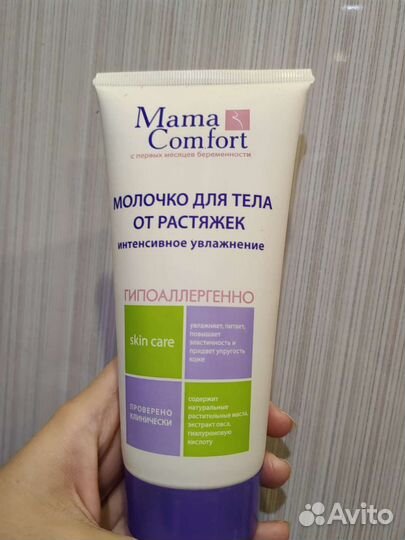 Mama
Comfort
с первых месяцев беременности
МОЛОЧКО ДЛЯ ТЕЛА
ОТ РАСТЯЖЕК
интенсивное увлажнение
ГИПОАЛЛЕРГЕННО
skin care
увлажняет, питает,
повышает
эластичность и
придает упругость
коже
ПРОВЕРЕНО
КЛИНИЧЕСКИ
содержит
натуральные
растительные масла,
экстракт овса,
гиалуроновую
кислоту
Avito